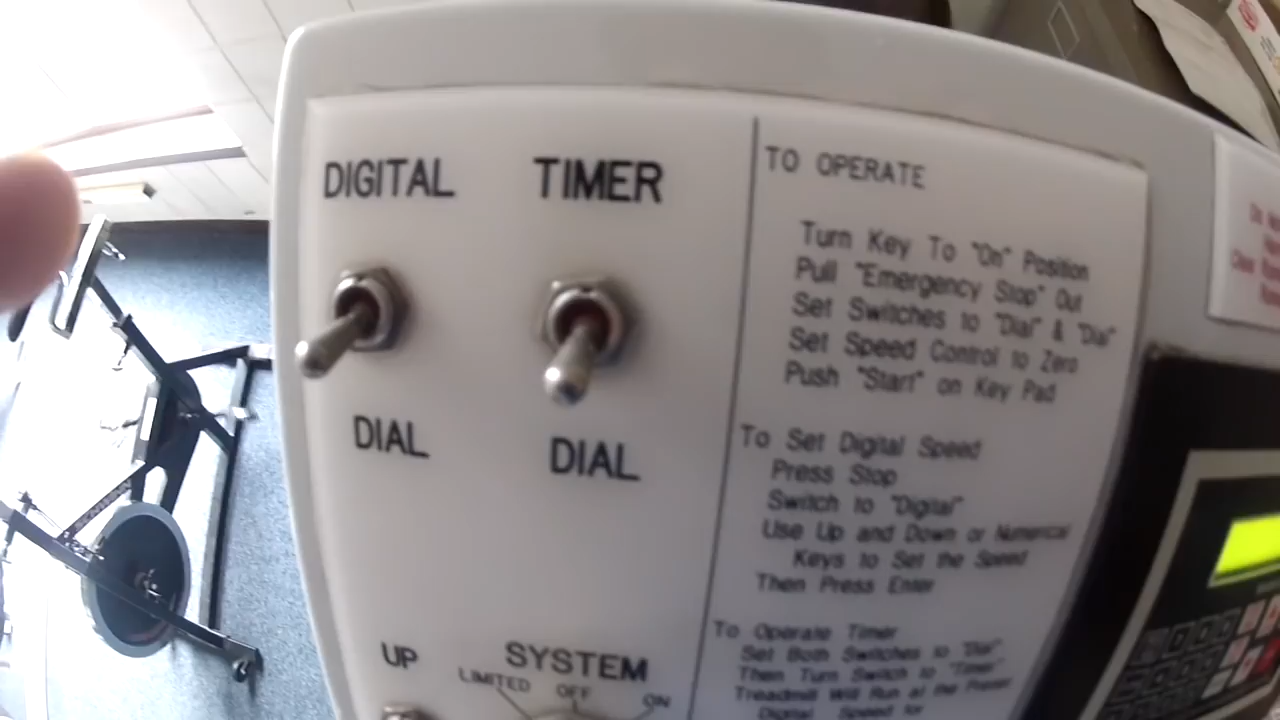 DIGITAL
TIMER
DIAL
DIAL
UP
SYSTEM
LIMITED
OFF
ON
TO OPERATE
Turn Key To "On" Position
Pull "Emergency Stop" Out
Set Switches to "Dial" & "Dial"
Set Speed Control to Zero
Push "Start" on Key Pad
To Set Digital Speed
Press Stop
Switch to "Digital"
Use Up and Down or Numerical
Keys to Set the Speed
Then Press Enter
To Operate Timer
Set Both Switches to "Dial"
Then Turn Switch to "Timer"
Treadmill Will Run at the Preset
Digital Speed for